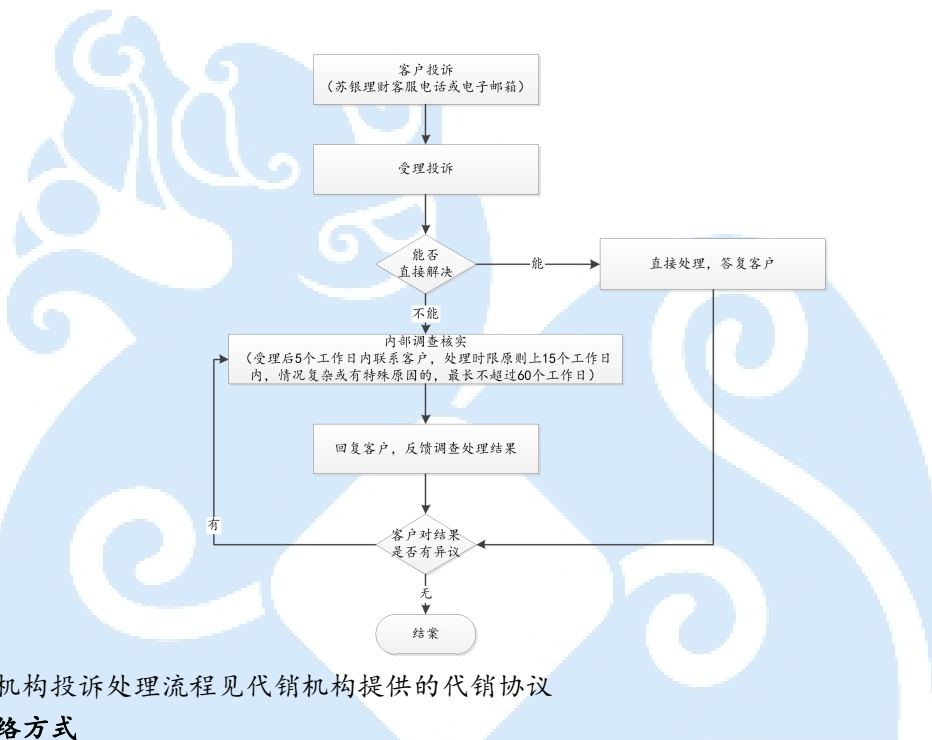 客户投诉
（苏银理财客服电话或电子邮箱）
受理投诉
能否
直接解决
能
直接处理，答复客户
不能
内部调查核实
（受理后5个工作日内联系客户，处理时限原则上15个工作日
内，情况复杂或有特殊原因的，最长不超过60个工作日）
回复客户，反馈调查处理结果
有
客户对结果
是否有异议
无
结案
机构投诉处理流程见代销机构提供的代销协议
络方式